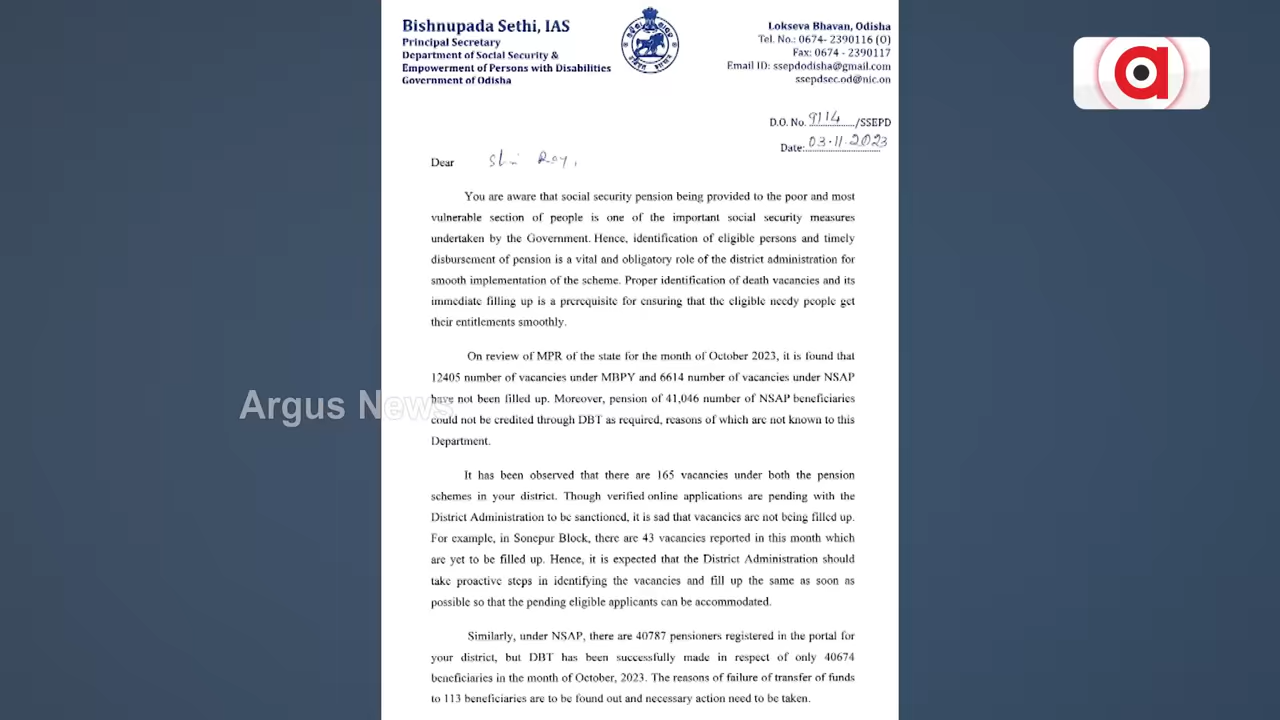 Bishnupada Sethi, IAS
Principal Secretary
Department of Social Security &
Empowerment of Persons with Disabilities
Government of Odisha
Lokseva Bhavan, Odisha
Tel. No.: 0674- 2390116 (O)
Fax: 0674 - 2390117
Email ID: ssepdodisha@gmail.com
ssepdsec.od@nic.on
a
D.O. No. 9114 /SSEPD
Date: 03.11.2023
Dear Shri Roy,
You are aware that social security pension being provided to the poor and most
vulnerable section of people is one of the important social security measures
undertaken by the Government. Hence, identification of eligible persons and timely
disbursement of pension is a vital and obligatory role of the district administration for
smooth implementation of the scheme. Proper identification of death vacancies and its
immediate filling up is a prerequisite for ensuring that the eligible needy people get
their entitlements smoothly.
On review of MPR of the state for the month of October 2023, it is found that
12405 number of vacancies under MBPY and 6614 number of vacancies under NSAP
have not been filled up. Moreover, pension of 41,046 number of NSAP beneficiaries
Argus News
could not be credited through DBT as required, reasons of which are not known to this
Department.
It has been observed that there are 165 vacancies under both the pension
schemes in your district. Though verified online applications are pending with the
District Administration to be sanctioned, it is sad that vacancies are not being filled up.
For example, in Sonepur Block, there are 43 vacancies reported in this month which
are yet to be filled up. Hence, it is expected that the District Administration should
take proactive steps in identifying the vacancies and fill up the same as soon as
possible so that the pending eligible applicants can be accommodated.
Similarly, under NSAP, there are 40787 pensioners registered in the portal for
your district, but DBT has been successfully made in respect of only 40674
beneficiaries in the month of October, 2023. The reasons of failure of transfer of funds
to 113 beneficiaries are to be found out and necessary action need to be taken.